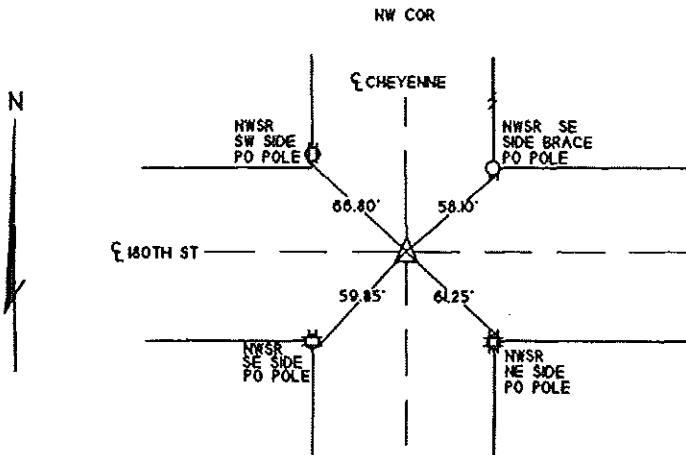 NW COR
℄ CHEYENNE
N
NWSR
SW SIDE
PO POLE
NWSR SE
SIDE BRACE
PO POLE
66.80'
58.10'
℄ 180TH ST
59.85'
61.25'
NWSR
SE SIDE
PO POLE
NWSR
NE SIDE
PO POLE